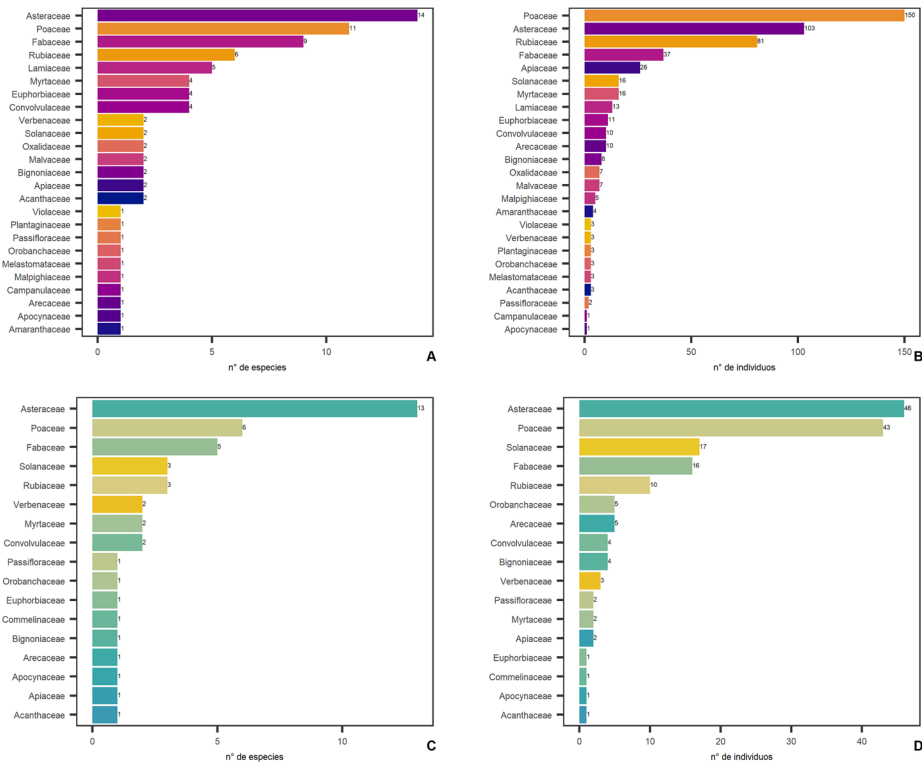 Asteraceae 14
Poaceae 11
Fabaceae 9
Rubiaceae 6
Lamiaceae 5
Myrtaceae 4
Euphorbiaceae 4
Convolvulaceae 4
Verbenaceae 2
Solanaceae 2
Oxalidaceae 2
Malvaceae 2
Bignoniaceae 2
Apiaceae 2
Acanthaceae 2
Violaceae 1
Plantaginaceae 1
Passifloraceae 1
Orobanchaceae 1
Melastomataceae 1
Malpighiaceae 1
Campanulaceae 1
Arecaceae 1
Apocynaceae 1
Amaranthaceae 1
0 5 10
n° de especies
A
Poaceae 150
Asteraceae 103
Rubiaceae 81
Fabaceae 37
Apiaceae 26
Solanaceae 16
Myrtaceae 16
Lamiaceae 13
Euphorbiaceae 11
Convolvulaceae 10
Arecaceae 10
Bignoniaceae 8
Oxalidaceae 7
Malvaceae 7
Malpighiaceae 5
Amaranthaceae 4
Violaceae 3
Verbenaceae 3
Plantaginaceae 3
Orobanchaceae 3
Melastomataceae 3
Acanthaceae 3
Passifloraceae 2
Campanulaceae 1
Apocynaceae 1
0 50 100 150
n° de individuos
B
Asteraceae 13
Poaceae 6
Fabaceae 5
Solanaceae 3
Rubiaceae 3
Verbenaceae 2
Myrtaceae 2
Convolvulaceae 2
Passifloraceae 1
Orobanchaceae 1
Euphorbiaceae 1
Commelinaceae 1
Bignoniaceae 1
Arecaceae 1
Apocynaceae 1
Apiaceae 1
Acanthaceae 1
0 5 10
n° de especies
C
Asteraceae 46
Poaceae 43
Solanaceae 17
Fabaceae 16
Rubiaceae 10
Orobanchaceae 5
Arecaceae 5
Convolvulaceae 4
Bignoniaceae 4
Verbenaceae 3
Passifloraceae 2
Myrtaceae 2
Apiaceae 2
Euphorbiaceae 1
Commelinaceae 1
Apocynaceae 1
Acanthaceae 1
0 10 20 30 40
n° de individuos
D